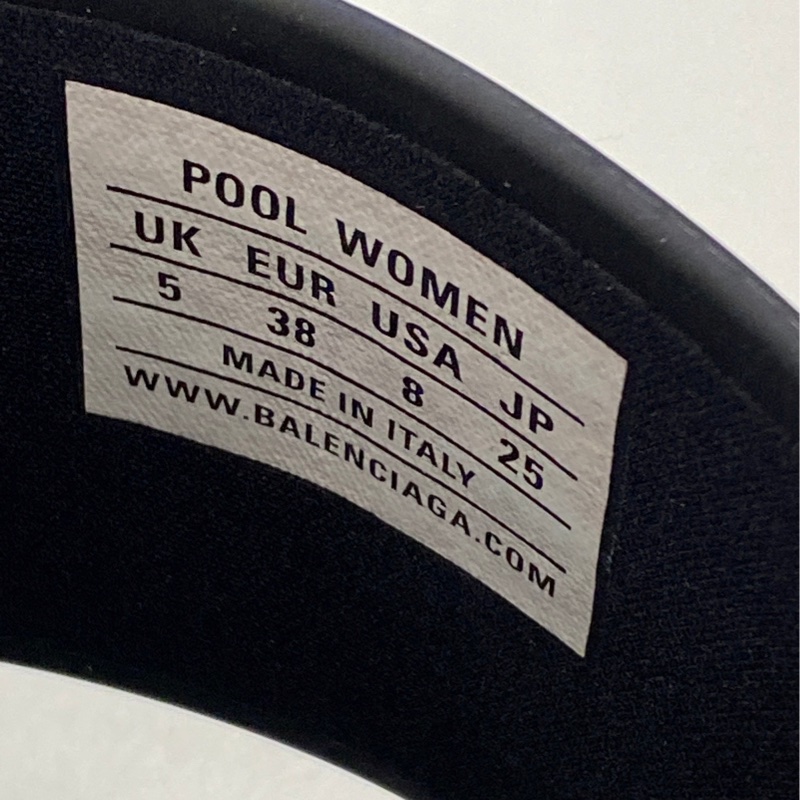 POOL WOMEN
UK EUR USA JP
5 38 8 25
MADE IN ITALY
WWW.BALENCIAGA.COM